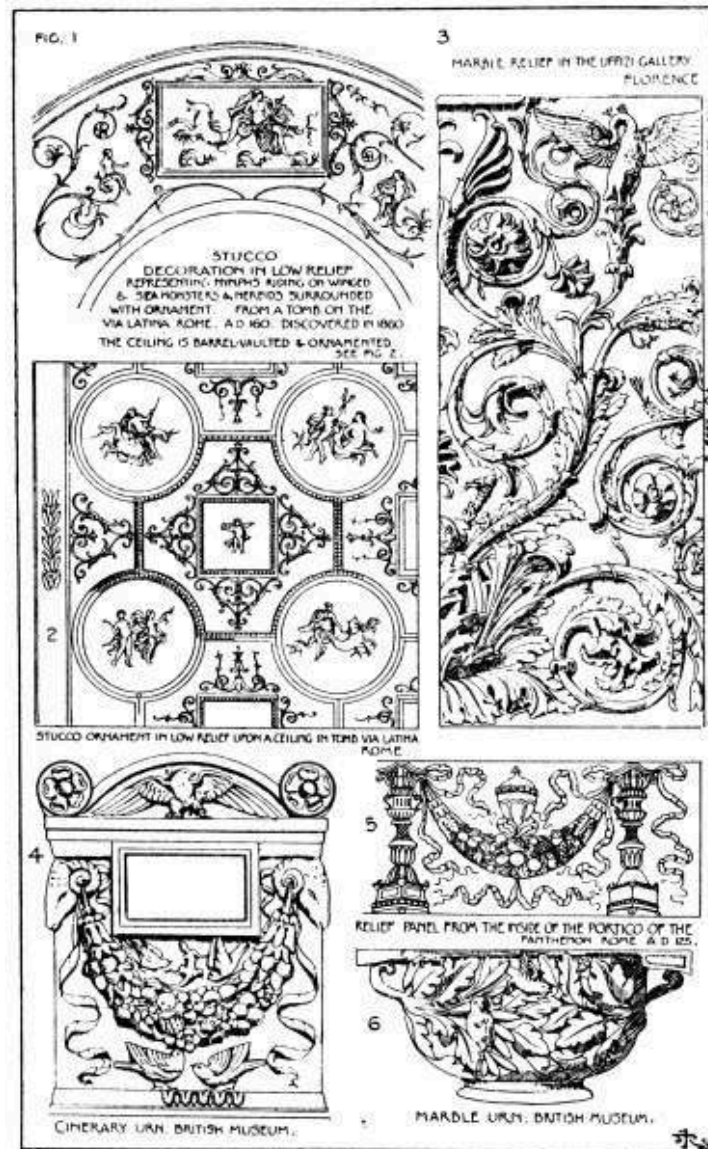 FIG. 1
STUCCO
DECORATION IN LOW RELIEF
REPRESENTING NYMPHS RIDING ON WINGED
& SEA MONSTERS & NEREIDS SURROUNDED
WITH ORNAMENT. FROM A TOMB ON THE
VIA LATINA ROME. A D 160. DISCOVERED IN 1860
THE CEILING IS BARREL-VAULTED & ORNAMENTED.
SEE FIG 2.
2
STUCCO ORNAMENT IN LOW RELIEF UPON A CEILING IN TOMB VIA LATINA
ROME
3
MARBLE RELIEF IN THE UFFIZI GALLERY
FLORENCE
4
CINERARY URN. BRITISH MUSEUM.
5
RELIEF PANEL FROM THE INSIDE OF THE PORTICO OF THE
PANTHEON ROME A D 125.
6
MARBLE URN. BRITISH MUSEUM.